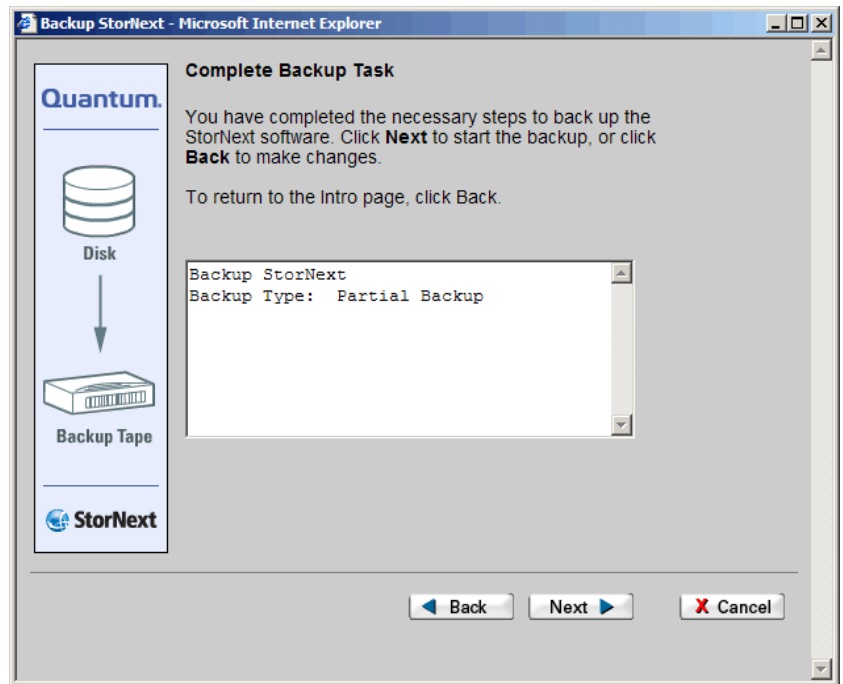 Backup StorNext - Microsoft Internet Explorer
Quantum.
Disk
Backup Tape
StorNext
Complete Backup Task
You have completed the necessary steps to back up the
StorNext software. Click Next to start the backup, or click
Back to make changes.
To return to the Intro page, click Back.
Backup StorNext
Backup Type:  Partial Backup
Back
Next
Cancel